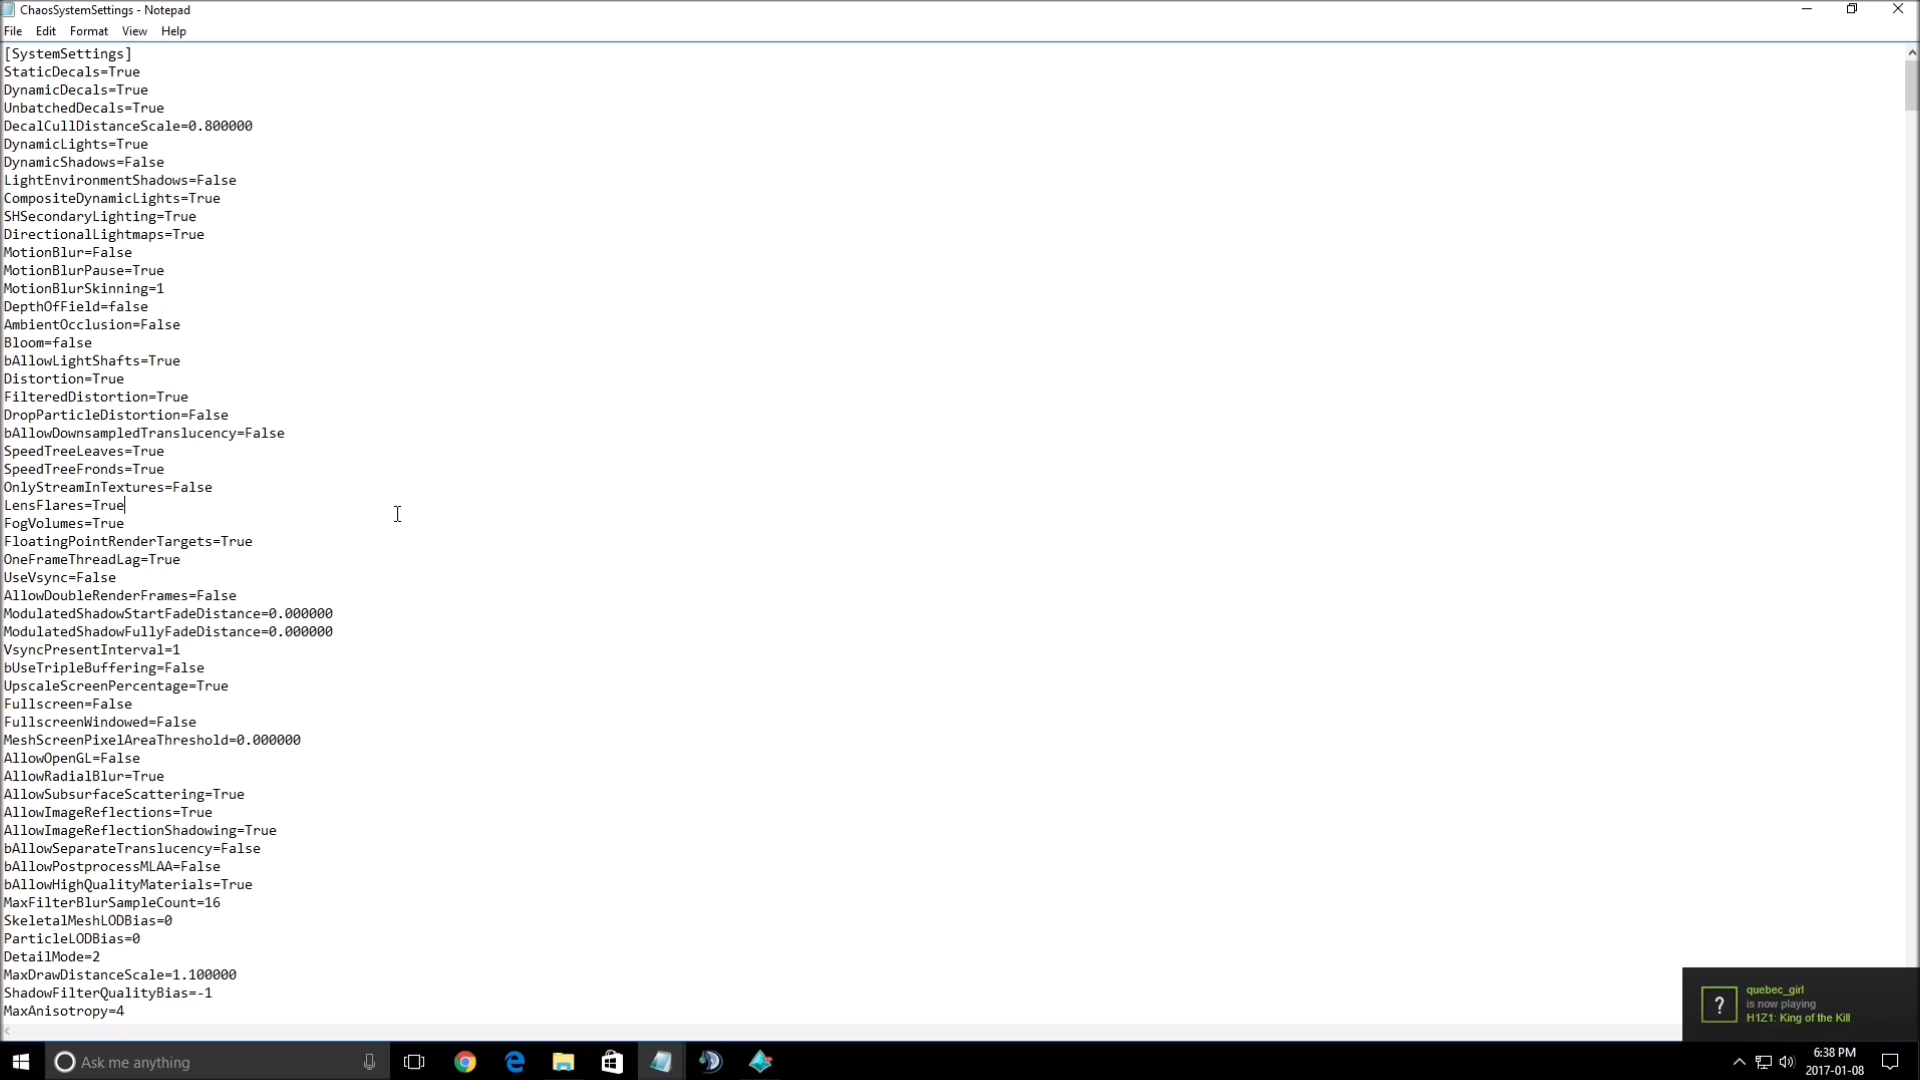 ChaosSystemSettings - Notepad
File Edit Format View Help
[SystemSettings]
StaticDecals=True
DynamicDecals=True
UnbatchedDecals=True
DecalCullDistanceScale=0.800000
DynamicLights=True
DynamicShadows=False
LightEnvironmentShadows=False
CompositeDynamicLights=True
SHSecondaryLighting=True
DirectionalLightmaps=True
MotionBlur=False
MotionBlurPause=True
MotionBlurSkinning=1
DepthOfField=false
AmbientOcclusion=False
Bloom=false
bAllowLightShafts=True
Distortion=True
FilteredDistortion=True
DropParticleDistortion=False
bAllowDownsampledTranslucency=False
SpeedTreeLeaves=True
SpeedTreeFronds=True
OnlyStreamInTextures=False
LensFlares=True
FogVolumes=True
FloatingPointRenderTargets=True
OneFrameThreadLag=True
UseVsync=False
AllowDoubleRenderFrames=False
ModulatedShadowStartFadeDistance=0.000000
ModulatedShadowFullyFadeDistance=0.000000
VsyncPresentInterval=1
bUseTripleBuffering=False
UpscaleScreenPercentage=True
Fullscreen=False
FullscreenWindowed=False
MeshScreenPixelAreaThreshold=0.000000
AllowOpenGL=False
AllowRadialBlur=True
AllowSubsurfaceScattering=True
AllowImageReflections=True
AllowImageReflectionShadowing=True
bAllowSeparateTranslucency=False
bAllowPostprocessMLAA=False
bAllowHighQualityMaterials=True
MaxFilterBlurSampleCount=16
SkeletalMeshLODBias=0
ParticleLODBias=0
DetailMode=2
MaxDrawDistanceScale=1.100000
ShadowFilterQualityBias=-1
MaxAnisotropy=4
?
quebec_girl
is now playing
H1Z1: King of the Kill
Ask me anything
6:38 PM
2017-01-08